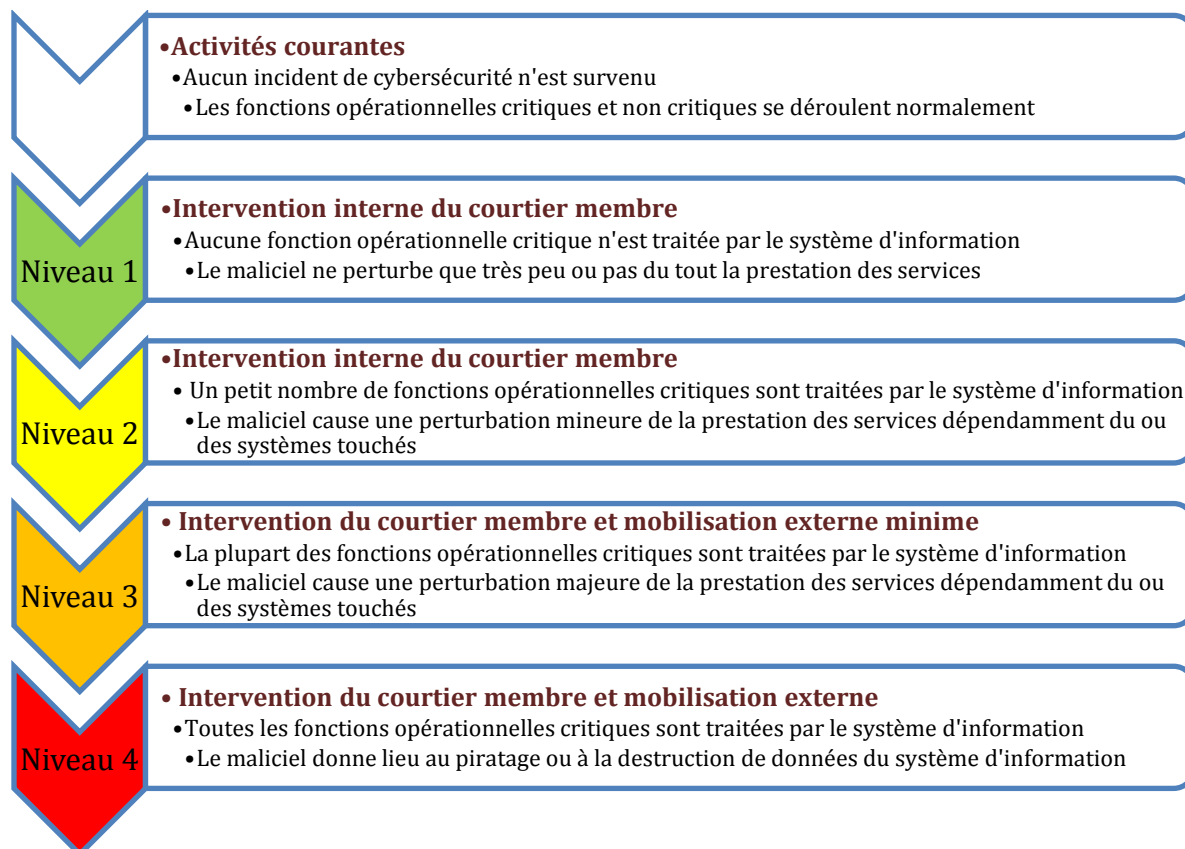 •Activités courantes
•Aucun incident de cybersécurité n'est survenu
•Les fonctions opérationnelles critiques et non critiques se déroulent normalement
Niveau 1
•Intervention interne du courtier membre
•Aucune fonction opérationnelle critique n'est traitée par le système d'information
•Le maliciel ne perturbe que très peu ou pas du tout la prestation des services
Niveau 2
•Intervention interne du courtier membre
• Un petit nombre de fonctions opérationnelles critiques sont traitées par le système d'information
•Le maliciel cause une perturbation mineure de la prestation des services dépendamment du ou
des systèmes touchés
Niveau 3
• Intervention du courtier membre et mobilisation externe minime
•La plupart des fonctions opérationnelles critiques sont traitées par le système d'information
•Le maliciel cause une perturbation majeure de la prestation des services dépendamment du ou
des systèmes touchés
Niveau 4
• Intervention du courtier membre et mobilisation externe
•Toutes les fonctions opérationnelles critiques sont traitées par le système d'information
•Le maliciel donne lieu au piratage ou à la destruction de données du système d'information